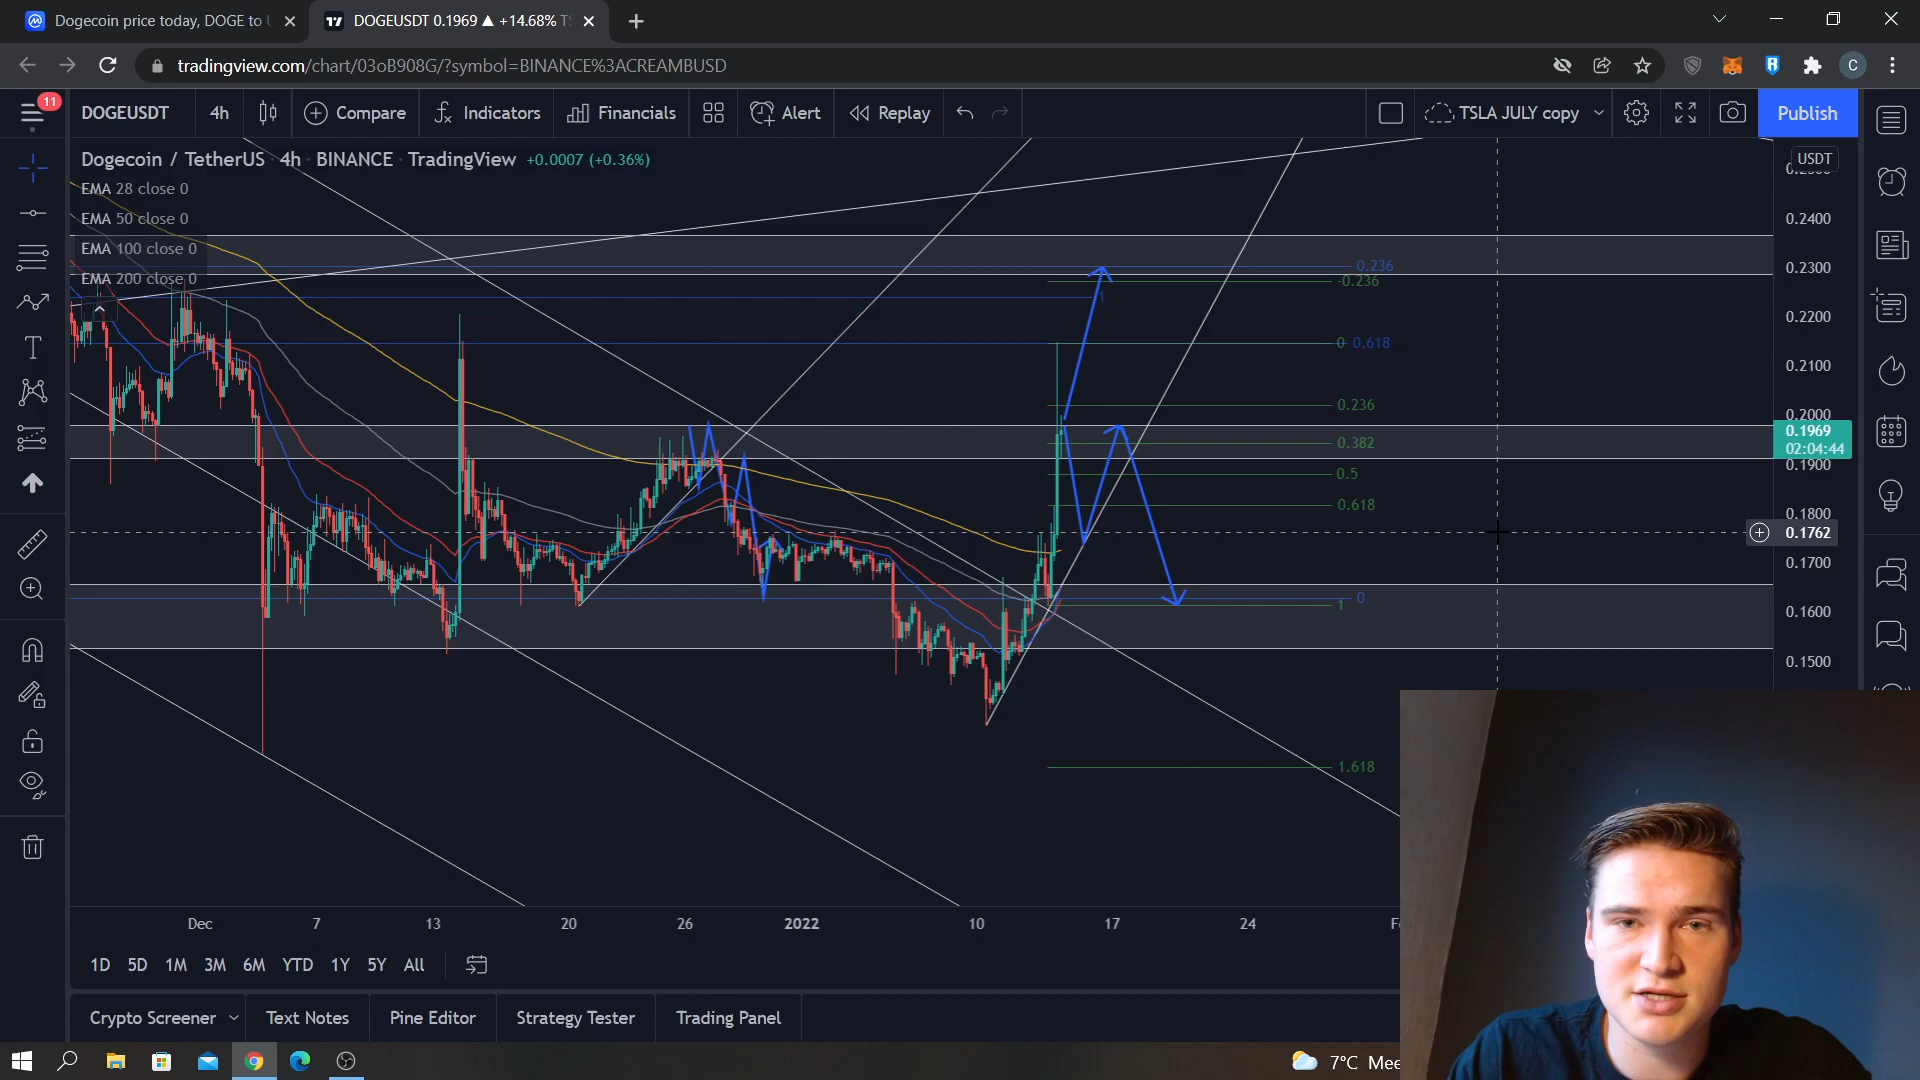 Dogecoin price today, DOGE to U
DOGEUSDT 0.1969 ▲ +14.68% TS
tradingview.com/chart/03oB908G/?symbol=BINANCE%3ACREAMBUSD
C
11
DOGEUSDT
4h
Compare
Indicators
Financials
Alert
Replay
TSLA JULY copy
Publish
Dogecoin / TetherUS · 4h · BINANCE · TradingView +0.0007 (+0.36%)
EMA 28 close 0
EMA 50 close 0
EMA 100 close 0
EMA 200 close 0
USDT
0.2400
0.2300
0.2200
0.2100
0.2000
0.1969
02:04:44
0.1900
0.1800
0.1762
0.1700
0.1600
0.1500
0.236
-0.236
1
0
0.618
0.236
0.382
0.5
0.618
0
1
1.618
Dec
7
13
20
26
2022
10
17
24
1D
5D
1M
3M
6M
YTD
1Y
5Y
All
Crypto Screener
Text Notes
Pine Editor
Strategy Tester
Trading Panel
7°C